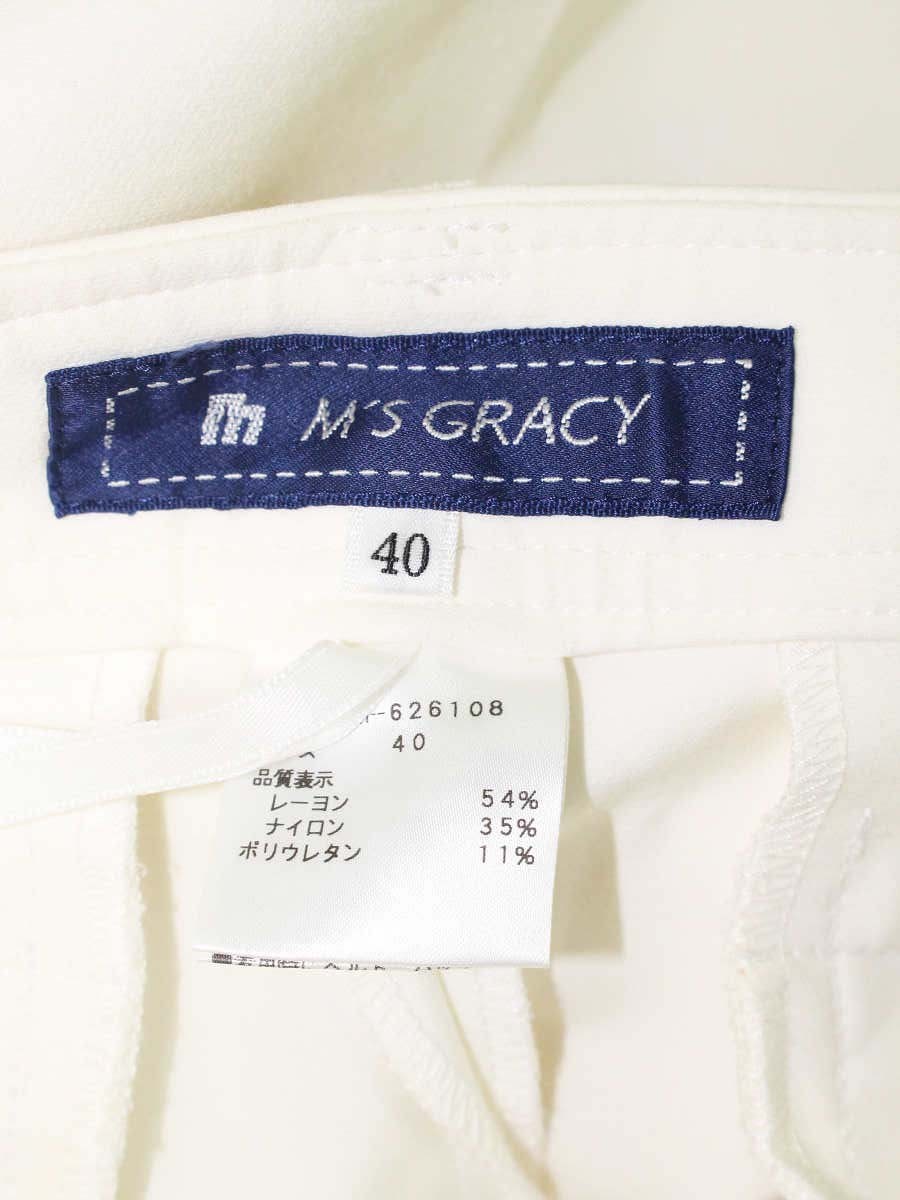 m M'S GRACY
40
-626108
ズ 40
品質表示
レーヨン 54%
ナイロン 35%
ポリウレタン 11%